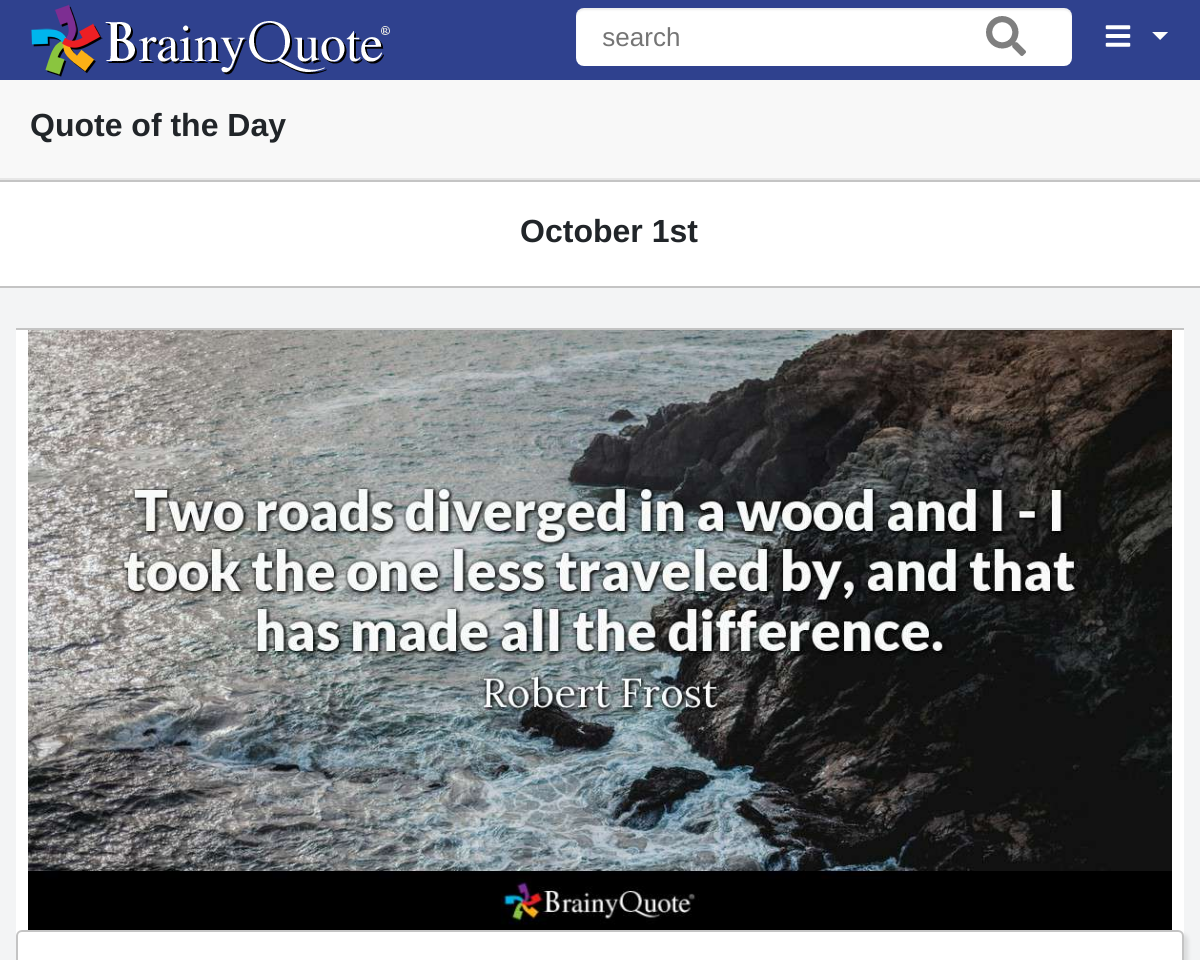 BrainyQuote®
search
Quote of the Day
October 1st
Two roads diverged in a wood and I - I
took the one less traveled by, and that
has made all the difference.
Robert Frost
BrainyQuote®